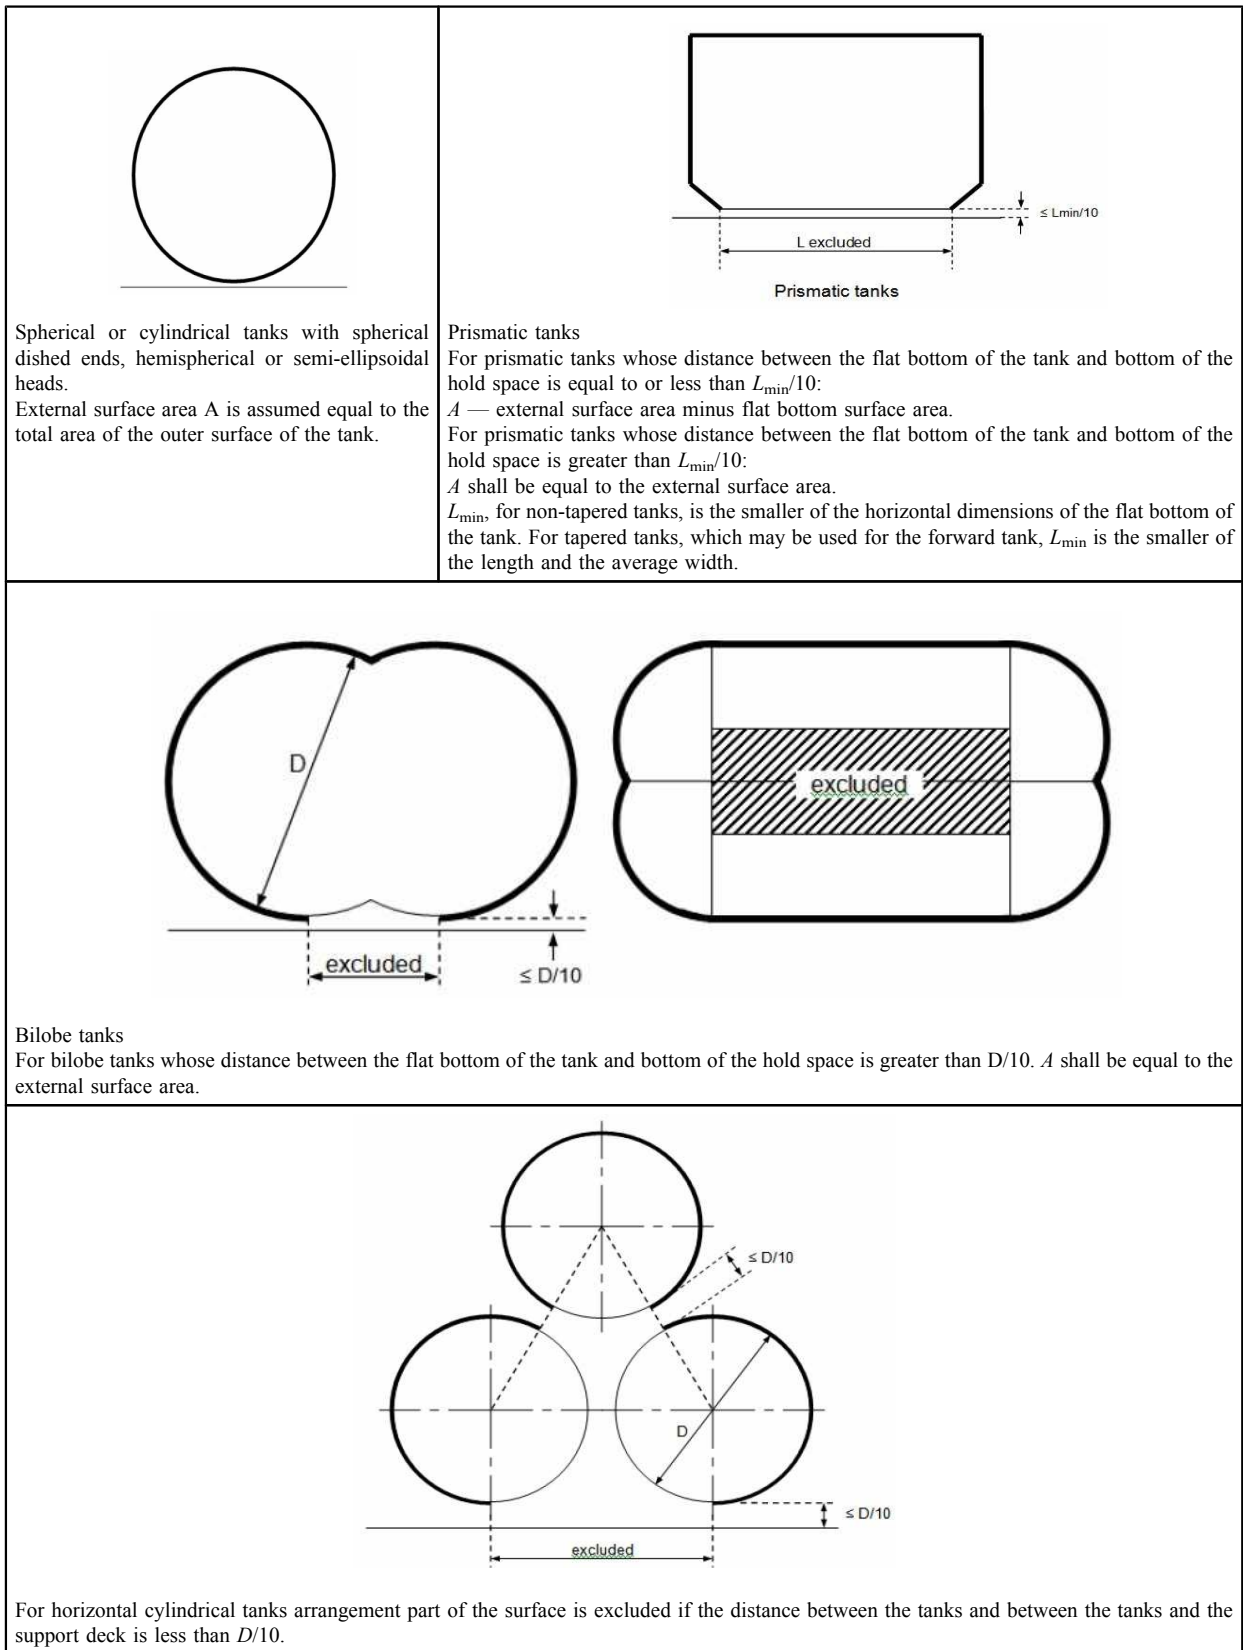 ≤ Lmin/10
L excluded
Prismatic tanks
Spherical or cylindrical tanks with spherical
dished ends, hemispherical or semi-ellipsoidal
heads.
External surface area A is assumed equal to the
total area of the outer surface of the tank.
Prismatic tanks
For prismatic tanks whose distance between the flat bottom of the tank and bottom of the
hold space is equal to or less than Lmin/10:
A — external surface area minus flat bottom surface area.
For prismatic tanks whose distance between the flat bottom of the tank and bottom of the
hold space is greater than Lmin/10:
A shall be equal to the external surface area.
Lmin, for non-tapered tanks, is the smaller of the horizontal dimensions of the flat bottom of
the tank. For tapered tanks, which may be used for the forward tank, Lmin is the smaller of
the length and the average width.
D
excluded
≤ D/10
excluded
Bilobe tanks
For bilobe tanks whose distance between the flat bottom of the tank and bottom of the hold space is greater than D/10. A shall be equal to the
external surface area.
≤ D/10
D
≤ D/10
excluded
For horizontal cylindrical tanks arrangement part of the surface is excluded if the distance between the tanks and between the tanks and the
support deck is less than D/10.